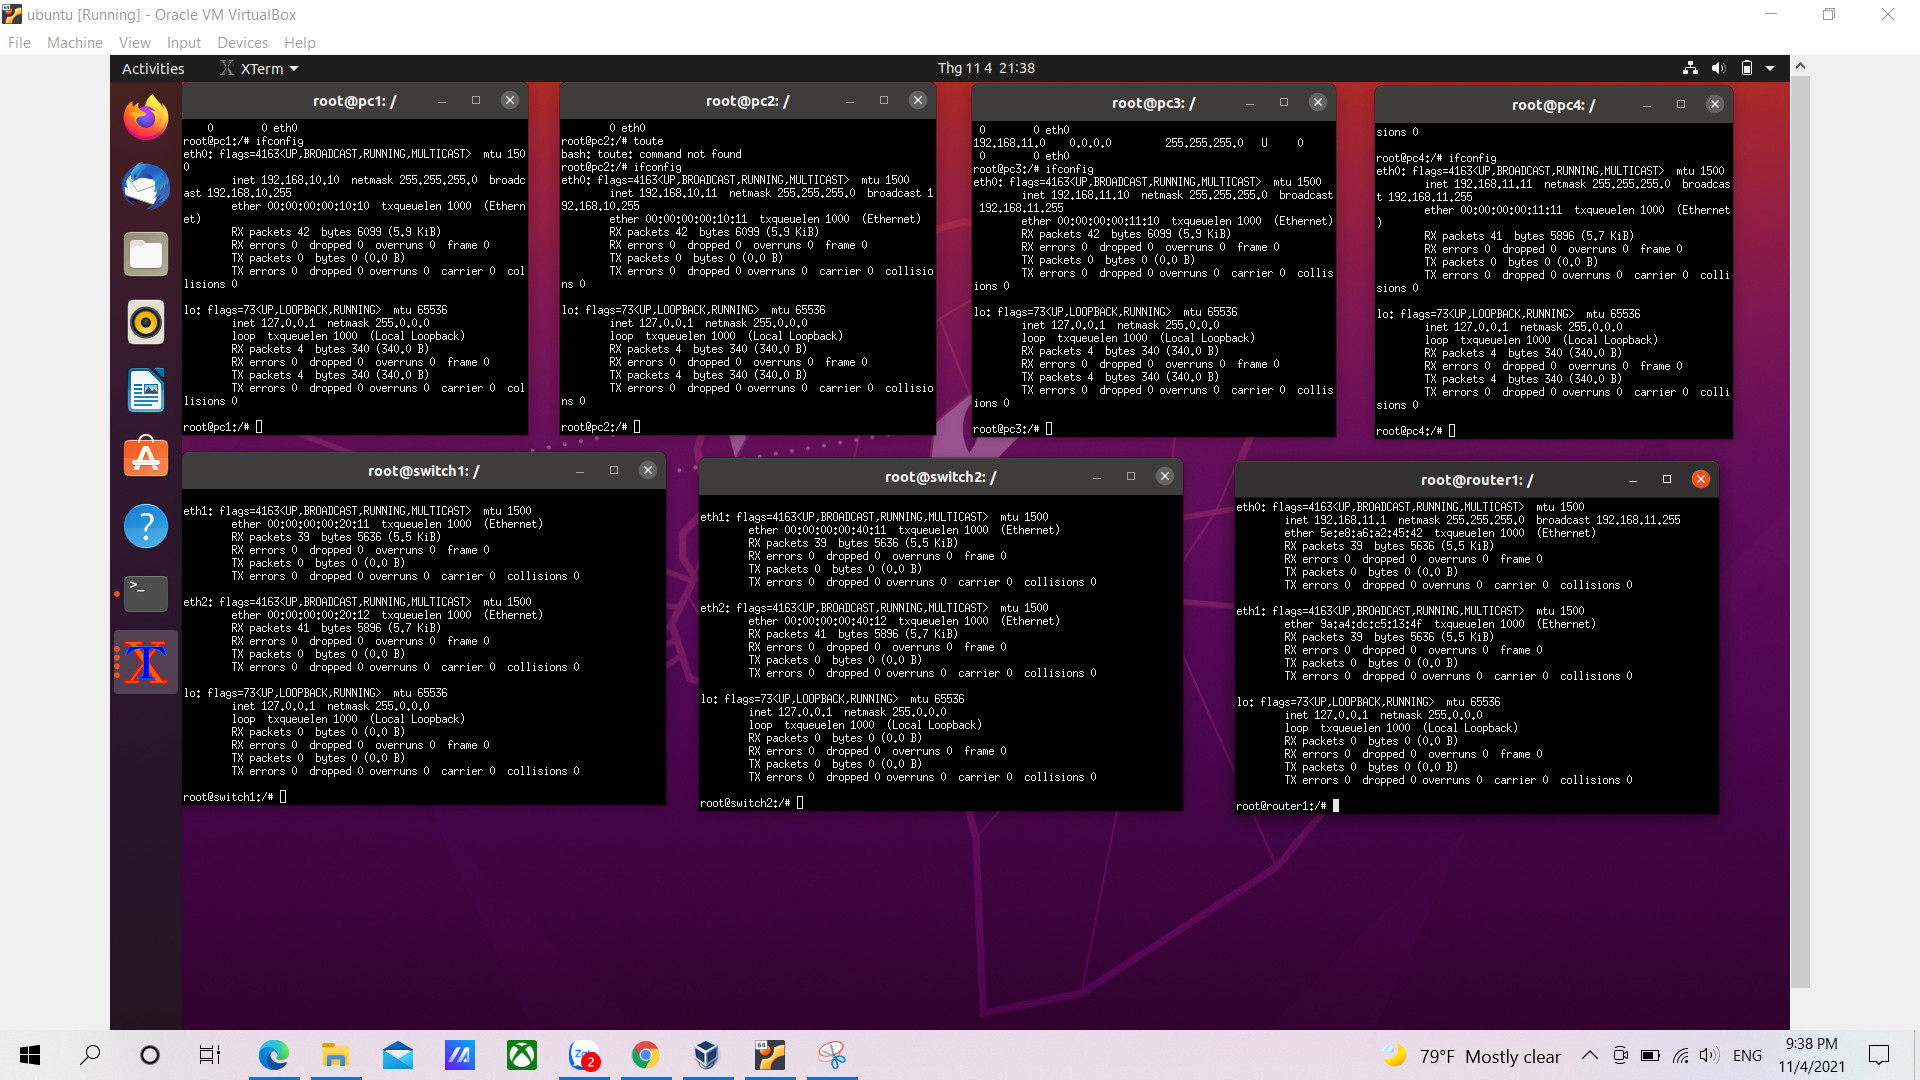 ubuntu [Running] - Oracle VM VirtualBox
File Machine View Input Devices Help
Activities XTerm Thg 11 4 21:38
root@pc1: /
0 0 eth0
root@pc1:/# ifconfig
eth0: flags=4163<UP,BROADCAST,RUNNING,MULTICAST> mtu 150
0
inet 192.168.10.10 netmask 255.255.255.0 broadc
ast 192.168.10.255
ether 00:00:00:00:10:10 txqueuelen 1000 (Ethern
et)
RX packets 42 bytes 6099 (5.9 KiB)
RX errors 0 dropped 0 overruns 0 frame 0
TX packets 0 bytes 0 (0.0 B)
TX errors 0 dropped 0 overruns 0 carrier 0 col
lisions 0
lo: flags=73<UP,LOOPBACK,RUNNING> mtu 65536
inet 127.0.0.1 netmask 255.0.0.0
loop txqueuelen 1000 (Local Loopback)
RX packets 4 bytes 340 (340.0 B)
RX errors 0 dropped 0 overruns 0 frame 0
TX packets 4 bytes 340 (340.0 B)
TX errors 0 dropped 0 overruns 0 carrier 0 col
lisions 0
root@pc1:/#
root@pc2: /
0 eth0
root@pc2:/# toute
bash: toute: command not found
root@pc2:/# ifconfig
eth0: flags=4163<UP,BROADCAST,RUNNING,MULTICAST> mtu 1500
inet 192.168.10.11 netmask 255.255.255.0 broadcast 1
92.168.10.255
ether 00:00:00:00:10:11 txqueuelen 1000 (Ethernet)
RX packets 42 bytes 6099 (5.9 KiB)
RX errors 0 dropped 0 overruns 0 frame 0
TX packets 0 bytes 0 (0.0 B)
TX errors 0 dropped 0 overruns 0 carrier 0 collisio
ns 0
lo: flags=73<UP,LOOPBACK,RUNNING> mtu 65536
inet 127.0.0.1 netmask 255.0.0.0
loop txqueuelen 1000 (Local Loopback)
RX packets 4 bytes 340 (340.0 B)
RX errors 0 dropped 0 overruns 0 frame 0
TX packets 4 bytes 340 (340.0 B)
TX errors 0 dropped 0 overruns 0 carrier 0 collisio
ns 0
root@pc2:/#
root@pc3: /
0 0 eth0
192.168.11.0 0.0.0.0 255.255.255.0 U 0
0 0 eth0
root@pc3:/# ifconfig
eth0: flags=4163<UP,BROADCAST,RUNNING,MULTICAST> mtu 1500
inet 192.168.11.10 netmask 255.255.255.0 broadcast
192.168.11.255
ether 00:00:00:00:11:10 txqueuelen 1000 (Ethernet)
RX packets 42 bytes 6099 (5.9 KiB)
RX errors 0 dropped 0 overruns 0 frame 0
TX packets 0 bytes 0 (0.0 B)
TX errors 0 dropped 0 overruns 0 carrier 0 collis
ions 0
lo: flags=73<UP,LOOPBACK,RUNNING> mtu 65536
inet 127.0.0.1 netmask 255.0.0.0
loop txqueuelen 1000 (Local Loopback)
RX packets 4 bytes 340 (340.0 B)
RX errors 0 dropped 0 overruns 0 frame 0
TX packets 4 bytes 340 (340.0 B)
TX errors 0 dropped 0 overruns 0 carrier 0 collis
ions 0
root@pc3:/#
root@pc4: /
sions 0
root@pc4:/# ifconfig
eth0: flags=4163<UP,BROADCAST,RUNNING,MULTICAST> mtu 1500
inet 192.168.11.11 netmask 255.255.255.0 broadcas
t 192.168.11.255
ether 00:00:00:00:11:11 txqueuelen 1000 (Ethernet
)
RX packets 41 bytes 5896 (5.7 KiB)
RX errors 0 dropped 0 overruns 0 frame 0
TX packets 0 bytes 0 (0.0 B)
TX errors 0 dropped 0 overruns 0 carrier 0 colli
sions 0
lo: flags=73<UP,LOOPBACK,RUNNING> mtu 65536
inet 127.0.0.1 netmask 255.0.0.0
loop txqueuelen 1000 (Local Loopback)
RX packets 4 bytes 340 (340.0 B)
RX errors 0 dropped 0 overruns 0 frame 0
TX packets 4 bytes 340 (340.0 B)
TX errors 0 dropped 0 overruns 0 carrier 0 colli
sions 0
root@pc4:/#
root@switch1: /
eth1: flags=4163<UP,BROADCAST,RUNNING,MULTICAST> mtu 1500
ether 00:00:00:00:20:11 txqueuelen 1000 (Ethernet)
RX packets 39 bytes 5636 (5.5 KiB)
RX errors 0 dropped 0 overruns 0 frame 0
TX packets 0 bytes 0 (0.0 B)
TX errors 0 dropped 0 overruns 0 carrier 0 collisions 0
eth2: flags=4163<UP,BROADCAST,RUNNING,MULTICAST> mtu 1500
ether 00:00:00:00:20:12 txqueuelen 1000 (Ethernet)
RX packets 41 bytes 5896 (5.7 KiB)
RX errors 0 dropped 0 overruns 0 frame 0
TX packets 0 bytes 0 (0.0 B)
TX errors 0 dropped 0 overruns 0 carrier 0 collisions 0
lo: flags=73<UP,LOOPBACK,RUNNING> mtu 65536
inet 127.0.0.1 netmask 255.0.0.0
loop txqueuelen 1000 (Local Loopback)
RX packets 0 bytes 0 (0.0 B)
RX errors 0 dropped 0 overruns 0 frame 0
TX packets 0 bytes 0 (0.0 B)
TX errors 0 dropped 0 overruns 0 carrier 0 collisions 0
root@switch1:/#
root@switch2: /
eth1: flags=4163<UP,BROADCAST,RUNNING,MULTICAST> mtu 1500
ether 00:00:00:00:40:11 txqueuelen 1000 (Ethernet)
RX packets 39 bytes 5636 (5.5 KiB)
RX errors 0 dropped 0 overruns 0 frame 0
TX packets 0 bytes 0 (0.0 B)
TX errors 0 dropped 0 overruns 0 carrier 0 collisions 0
eth2: flags=4163<UP,BROADCAST,RUNNING,MULTICAST> mtu 1500
ether 00:00:00:00:40:12 txqueuelen 1000 (Ethernet)
RX packets 41 bytes 5896 (5.7 KiB)
RX errors 0 dropped 0 overruns 0 frame 0
TX packets 0 bytes 0 (0.0 B)
TX errors 0 dropped 0 overruns 0 carrier 0 collisions 0
lo: flags=73<UP,LOOPBACK,RUNNING> mtu 65536
inet 127.0.0.1 netmask 255.0.0.0
loop txqueuelen 1000 (Local Loopback)
RX packets 0 bytes 0 (0.0 B)
RX errors 0 dropped 0 overruns 0 frame 0
TX packets 0 bytes 0 (0.0 B)
TX errors 0 dropped 0 overruns 0 carrier 0 collisions 0
root@switch2:/#
root@router1: /
eth0: flags=4163<UP,BROADCAST,RUNNING,MULTICAST> mtu 1500
inet 192.168.11.1 netmask 255.255.255.0 broadcast 192.168.11.255
ether 5e:e8:a6:a2:45:42 txqueuelen 1000 (Ethernet)
RX packets 39 bytes 5636 (5.5 KiB)
RX errors 0 dropped 0 overruns 0 frame 0
TX packets 0 bytes 0 (0.0 B)
TX errors 0 dropped 0 overruns 0 carrier 0 collisions 0
eth1: flags=4163<UP,BROADCAST,RUNNING,MULTICAST> mtu 1500
ether 9a:a4:dc:c5:13:4f txqueuelen 1000 (Ethernet)
RX packets 39 bytes 5636 (5.5 KiB)
RX errors 0 dropped 0 overruns 0 frame 0
TX packets 0 bytes 0 (0.0 B)
TX errors 0 dropped 0 overruns 0 carrier 0 collisions 0
lo: flags=73<UP,LOOPBACK,RUNNING> mtu 65536
inet 127.0.0.1 netmask 255.0.0.0
loop txqueuelen 1000 (Local Loopback)
RX packets 0 bytes 0 (0.0 B)
RX errors 0 dropped 0 overruns 0 frame 0
TX packets 0 bytes 0 (0.0 B)
TX errors 0 dropped 0 overruns 0 carrier 0 collisions 0
root@router1:/#
2
64
79°F Mostly clear
ENG
9:38 PM
11/4/2021